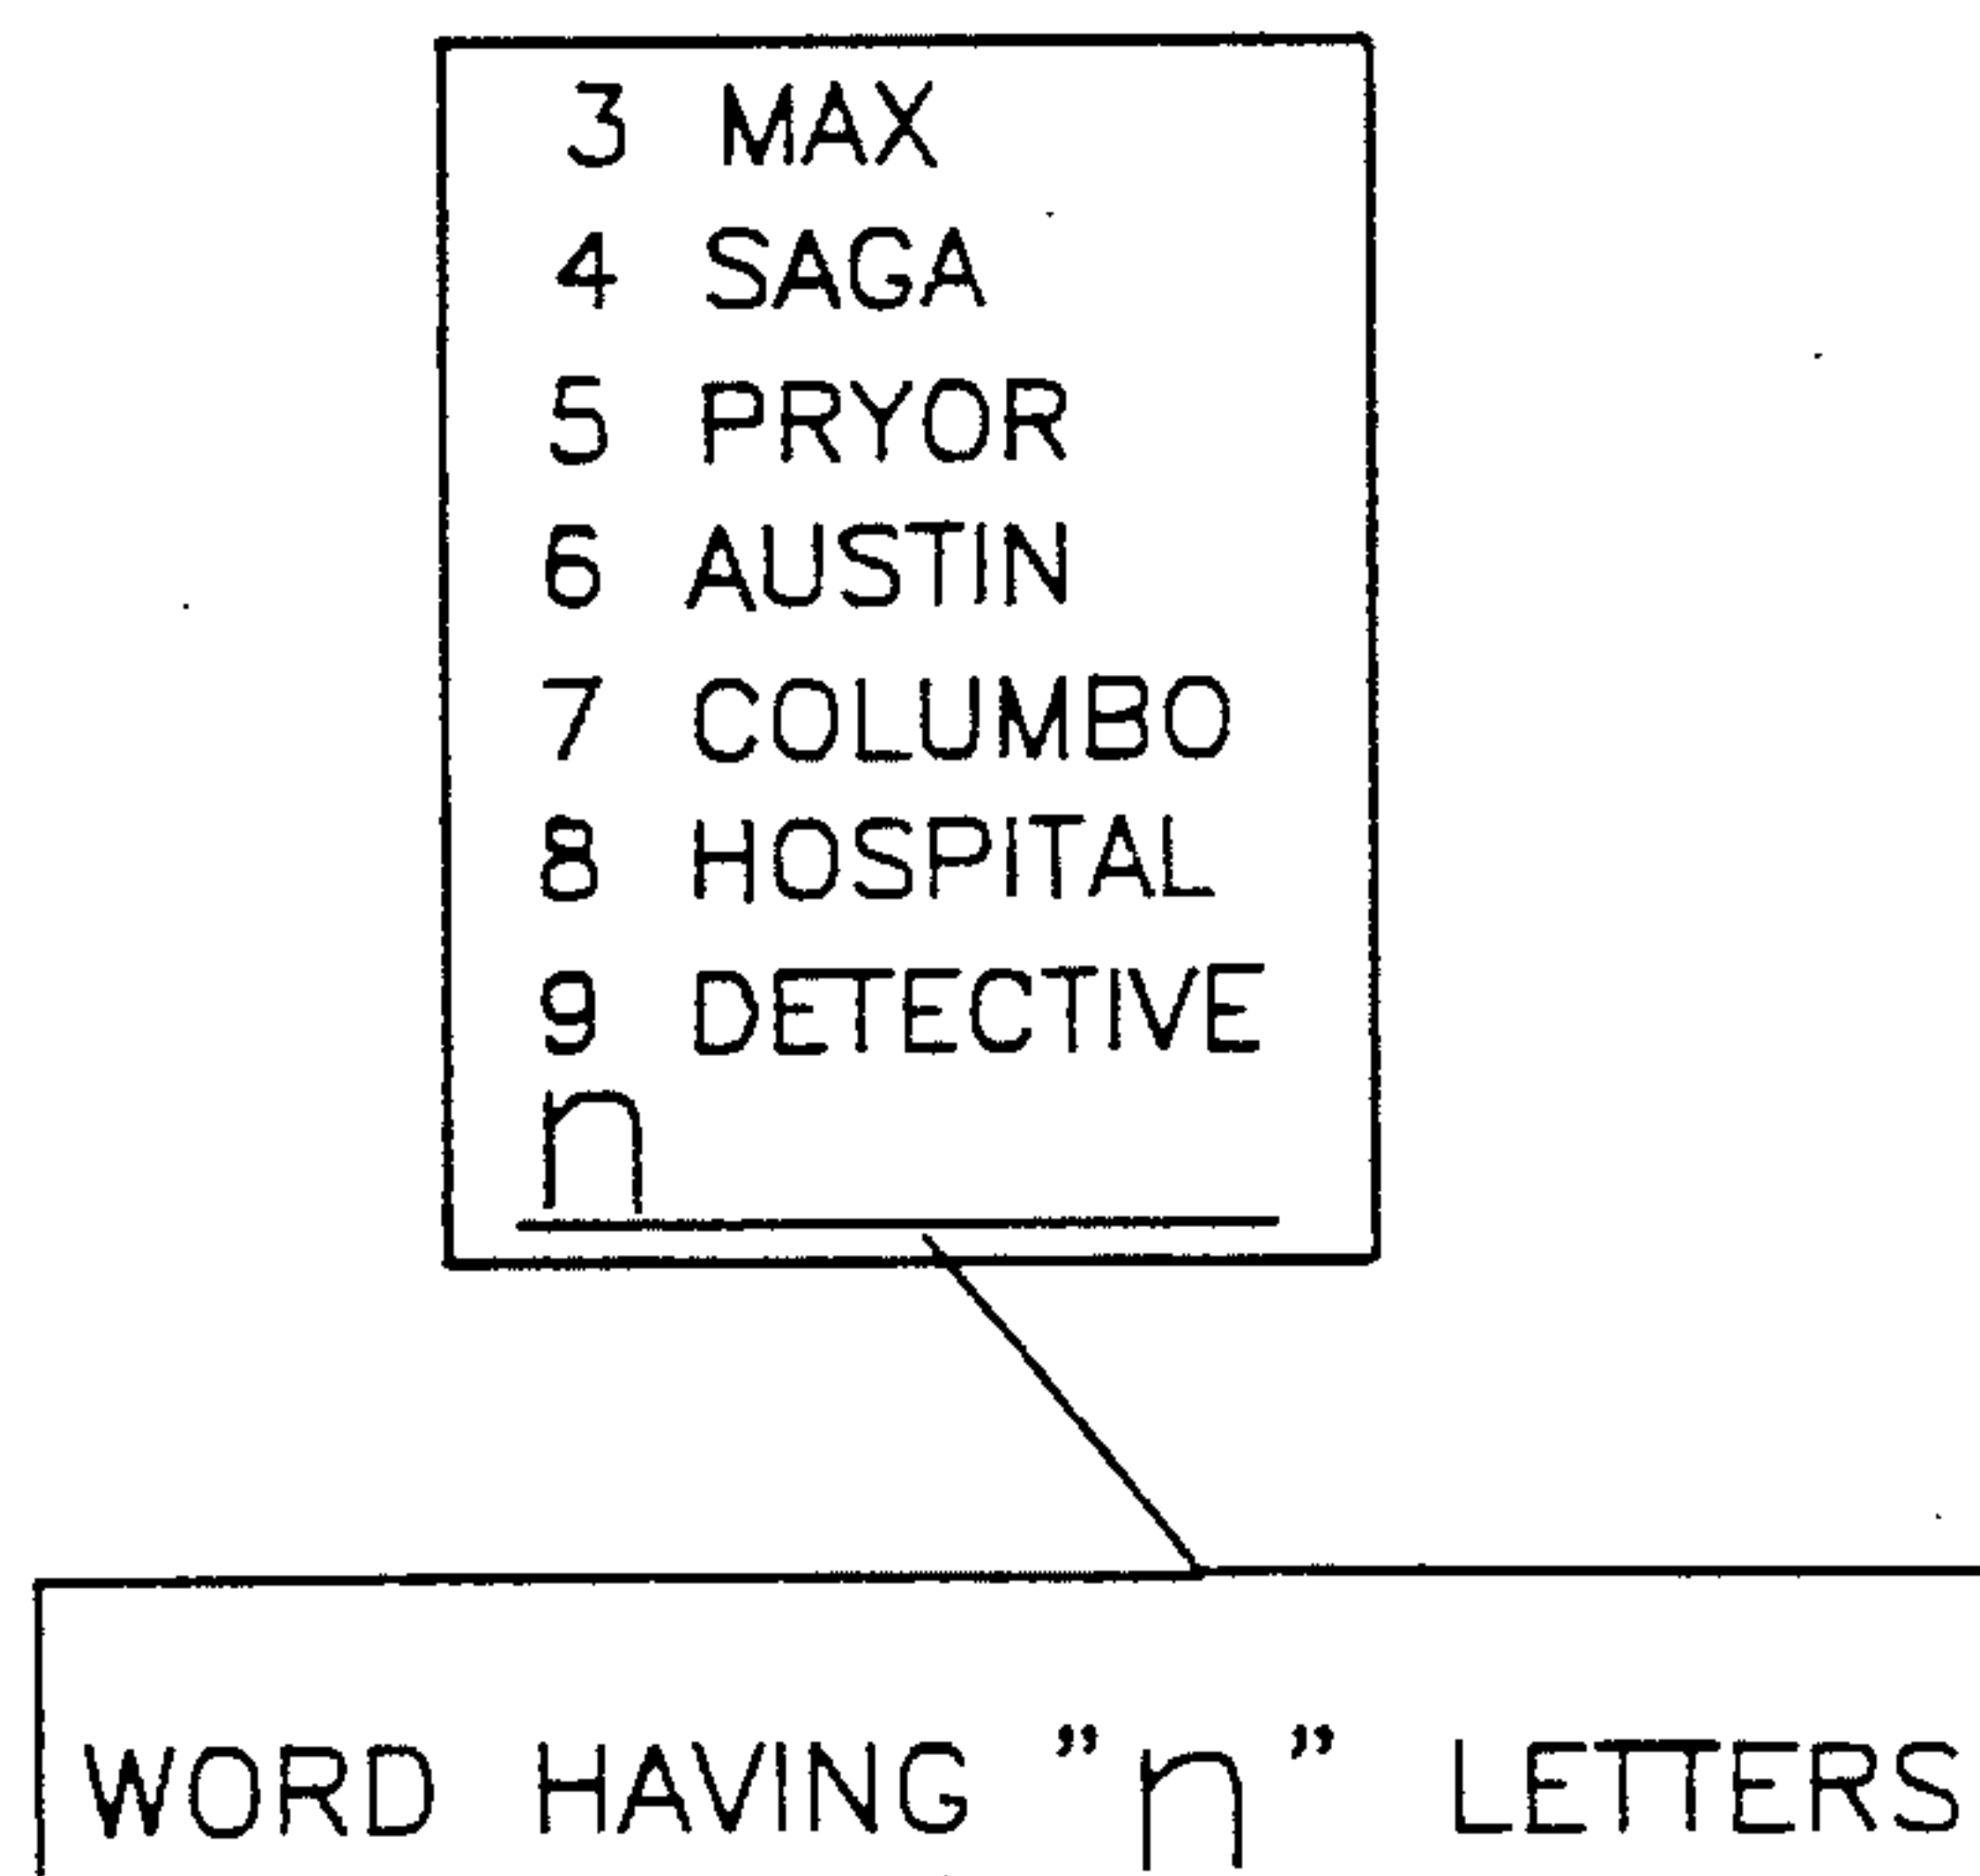 3 MAX
4 SAGA
5 PRYOR
6 AUSTIN
7 COLUMBO
8 HOSPITAL
9 DETECTIVE
n
WORD HAVING "n" LETTERS